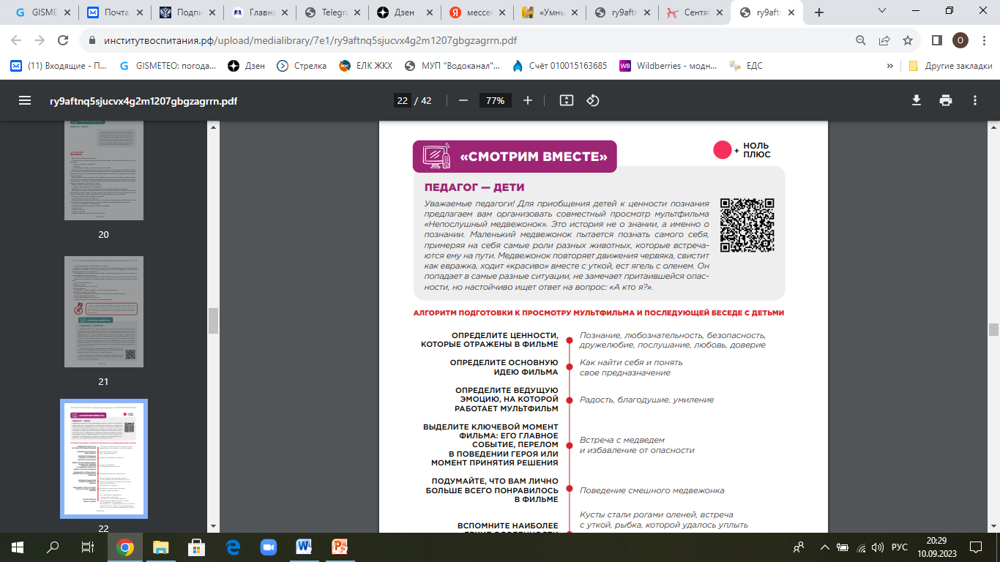 GISME
Почта
Подпи
Главна
Telegra
Дзен
мессен
«Умнь
ry9aftr
Сентяб
ry9aftr
институтвоспитания.рф/upload/medialibrary/7e1/ry9aftnq5sjucvx4g2m1207gbgzagrrn.pdf
О
(11) Входящие - П...
GISMETEO: погода...
Дзен
Стрелка
ЕЛК ЖКХ
МУП "Водоканал"...
Счёт 010015163685
WB Wildberries - модн...
ЕДС
»
Другие закладки
ry9aftnq5sjucvx4g2m1207gbgzagrrn.pdf
22 / 42
77%
20
21
22
«СМОТРИМ ВМЕСТЕ»
+ НОЛЬ
ПЛЮС
ПЕДАГОГ — ДЕТИ
Уважаемые педагоги! Для приобщения детей к ценности познания
предлагаем вам организовать совместный просмотр мультфильма
«Непослушный медвежонок». Это история не о знании, а именно о
познании. Маленький медвежонок пытается познать самого себя,
примеряя на себя самые роли разных животных, которые встреча-
ются ему на пути. Медвежонок повторяет движения червяка, свистит
как евражка, ходит «красиво» вместе с уткой, ест ягель с оленем. Он
попадает в самые разные ситуации, не замечает притаившейся опас-
ности, но настойчиво ищет ответ на вопрос: «А кто я?».
АЛГОРИТМ ПОДГОТОВКИ К ПРОСМОТРУ МУЛЬТФИЛЬМА И ПОСЛЕДУЮЩЕЙ БЕСЕДЕ С ДЕТЬМИ
ОПРЕДЕЛИТЕ ЦЕННОСТИ,
КОТОРЫЕ ОТРАЖЕНЫ В ФИЛЬМЕ
Познание, любознательность, безопасность,
дружелюбие, послушание, любовь, доверие
ОПРЕДЕЛИТЕ ОСНОВНУЮ
ИДЕЮ ФИЛЬМА
Как найти себя и понять
свое предназначение
ОПРЕДЕЛИТЕ ВЕДУЩУЮ
ЭМОЦИЮ, НА КОТОРОЙ
РАБОТАЕТ МУЛЬТФИЛЬМ
Радость, благодушие, умиление
ВЫДЕЛИТЕ КЛЮЧЕВОЙ МОМЕНТ
ФИЛЬМА: ЕГО ГЛАВНОЕ
СОБЫТИЕ, ПЕРЕЛОМ
В ПОВЕДЕНИИ ГЕРОЯ ИЛИ
МОМЕНТ ПРИНЯТИЯ РЕШЕНИЯ
Встреча с медведем
и избавление от опасности
ПОДУМАЙТЕ, ЧТО ВАМ ЛИЧНО
БОЛЬШЕ ВСЕГО ПОНРАВИЛОСЬ
В ФИЛЬМЕ
Поведение смешного медвежонка
ВСПОМНИТЕ НАИБОЛЕЕ
Кусты стали рогами оленей, встреча
с уткой, рыбка, которой удалось уплыть
РУС
20:29
10.09.2023